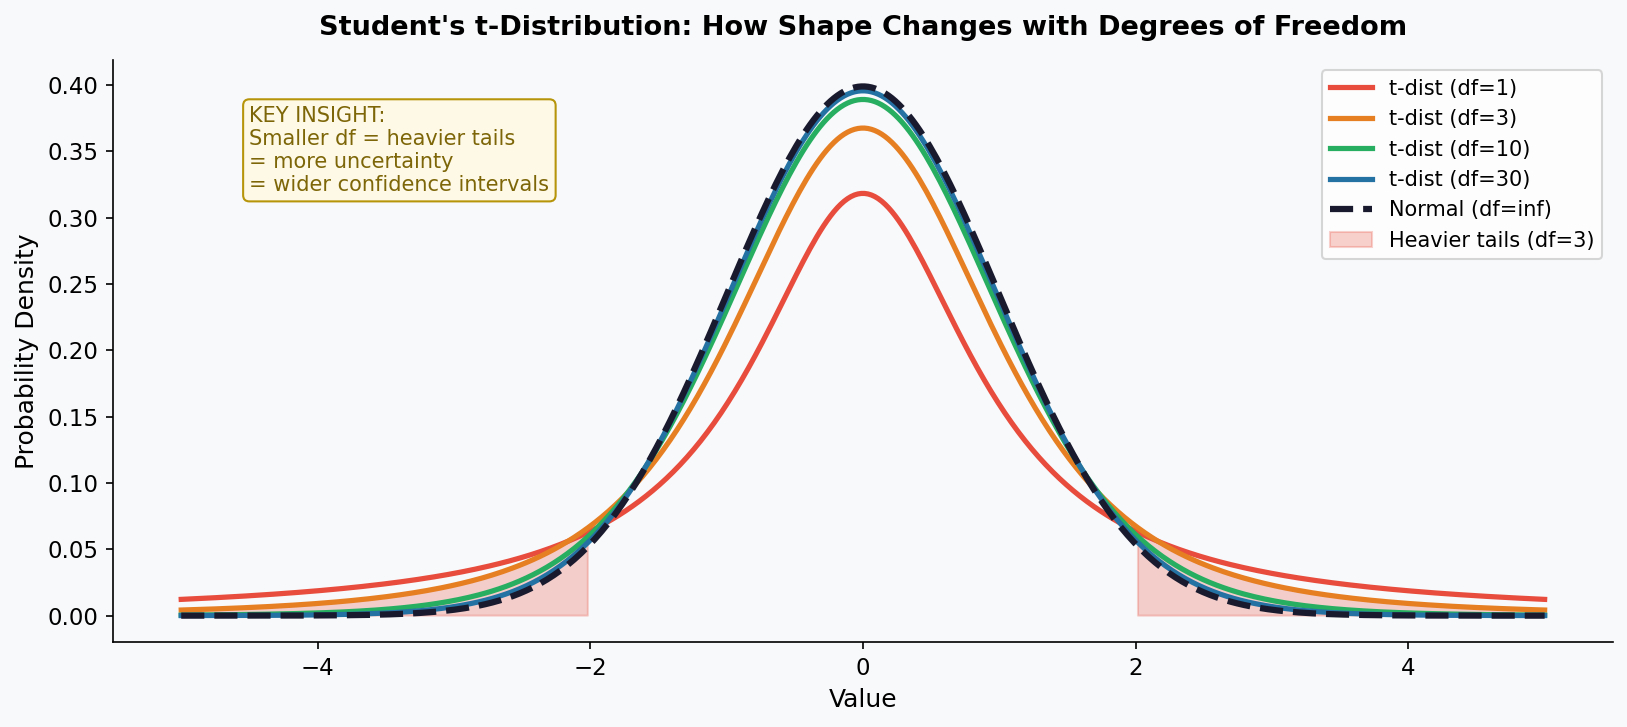 Student's t-Distribution: How Shape Changes with Degrees of Freedom
KEY INSIGHT:
Smaller df = heavier tails
= more uncertainty
= wider confidence intervals
t-dist (df=1)
t-dist (df=3)
t-dist (df=10)
t-dist (df=30)
Normal (df=inf)
Heavier tails (df=3)
Probability Density
0.40
0.35
0.30
0.25
0.20
0.15
0.10
0.05
0.00
−4
−2
0
2
4
Value